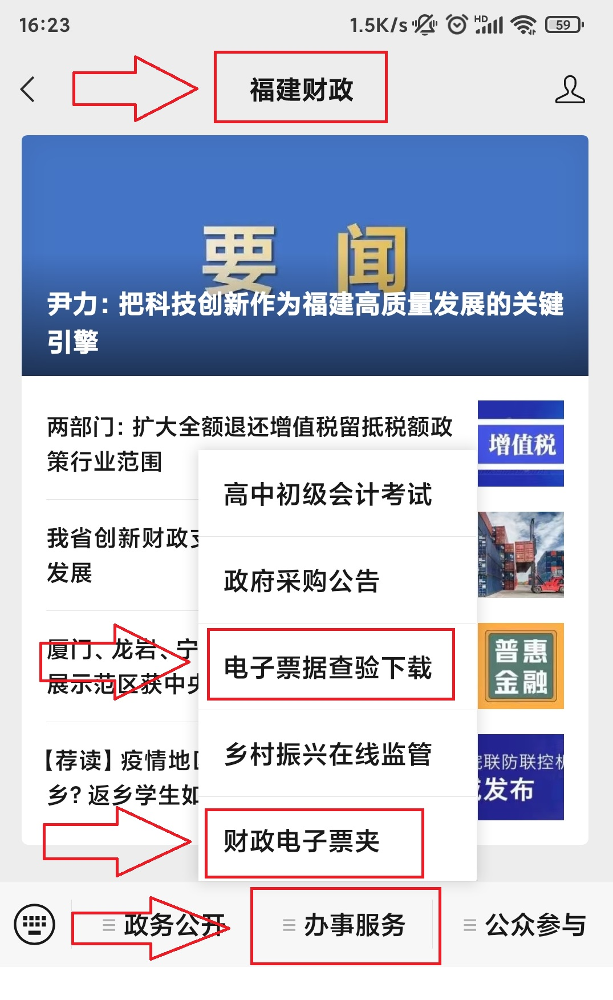 16:23
1.5K/s
HD
59
福建财政
要闻
尹力：把科技创新作为福建高质量发展的关键
引擎
两部门：扩大全额退还增值税留抵税额政
策行业范围
增值税
高中初级会计考试
我省创新财政支
发展
政府采购公告
厦门、龙岩、宁
展示范区获中央
普惠
金融
电子票据查验下载
乡村振兴在线监管
【荐读】疫情地区
乡？返乡学生如
联防联控机
发布
财政电子票夹
政务公开
办事服务
公众参与